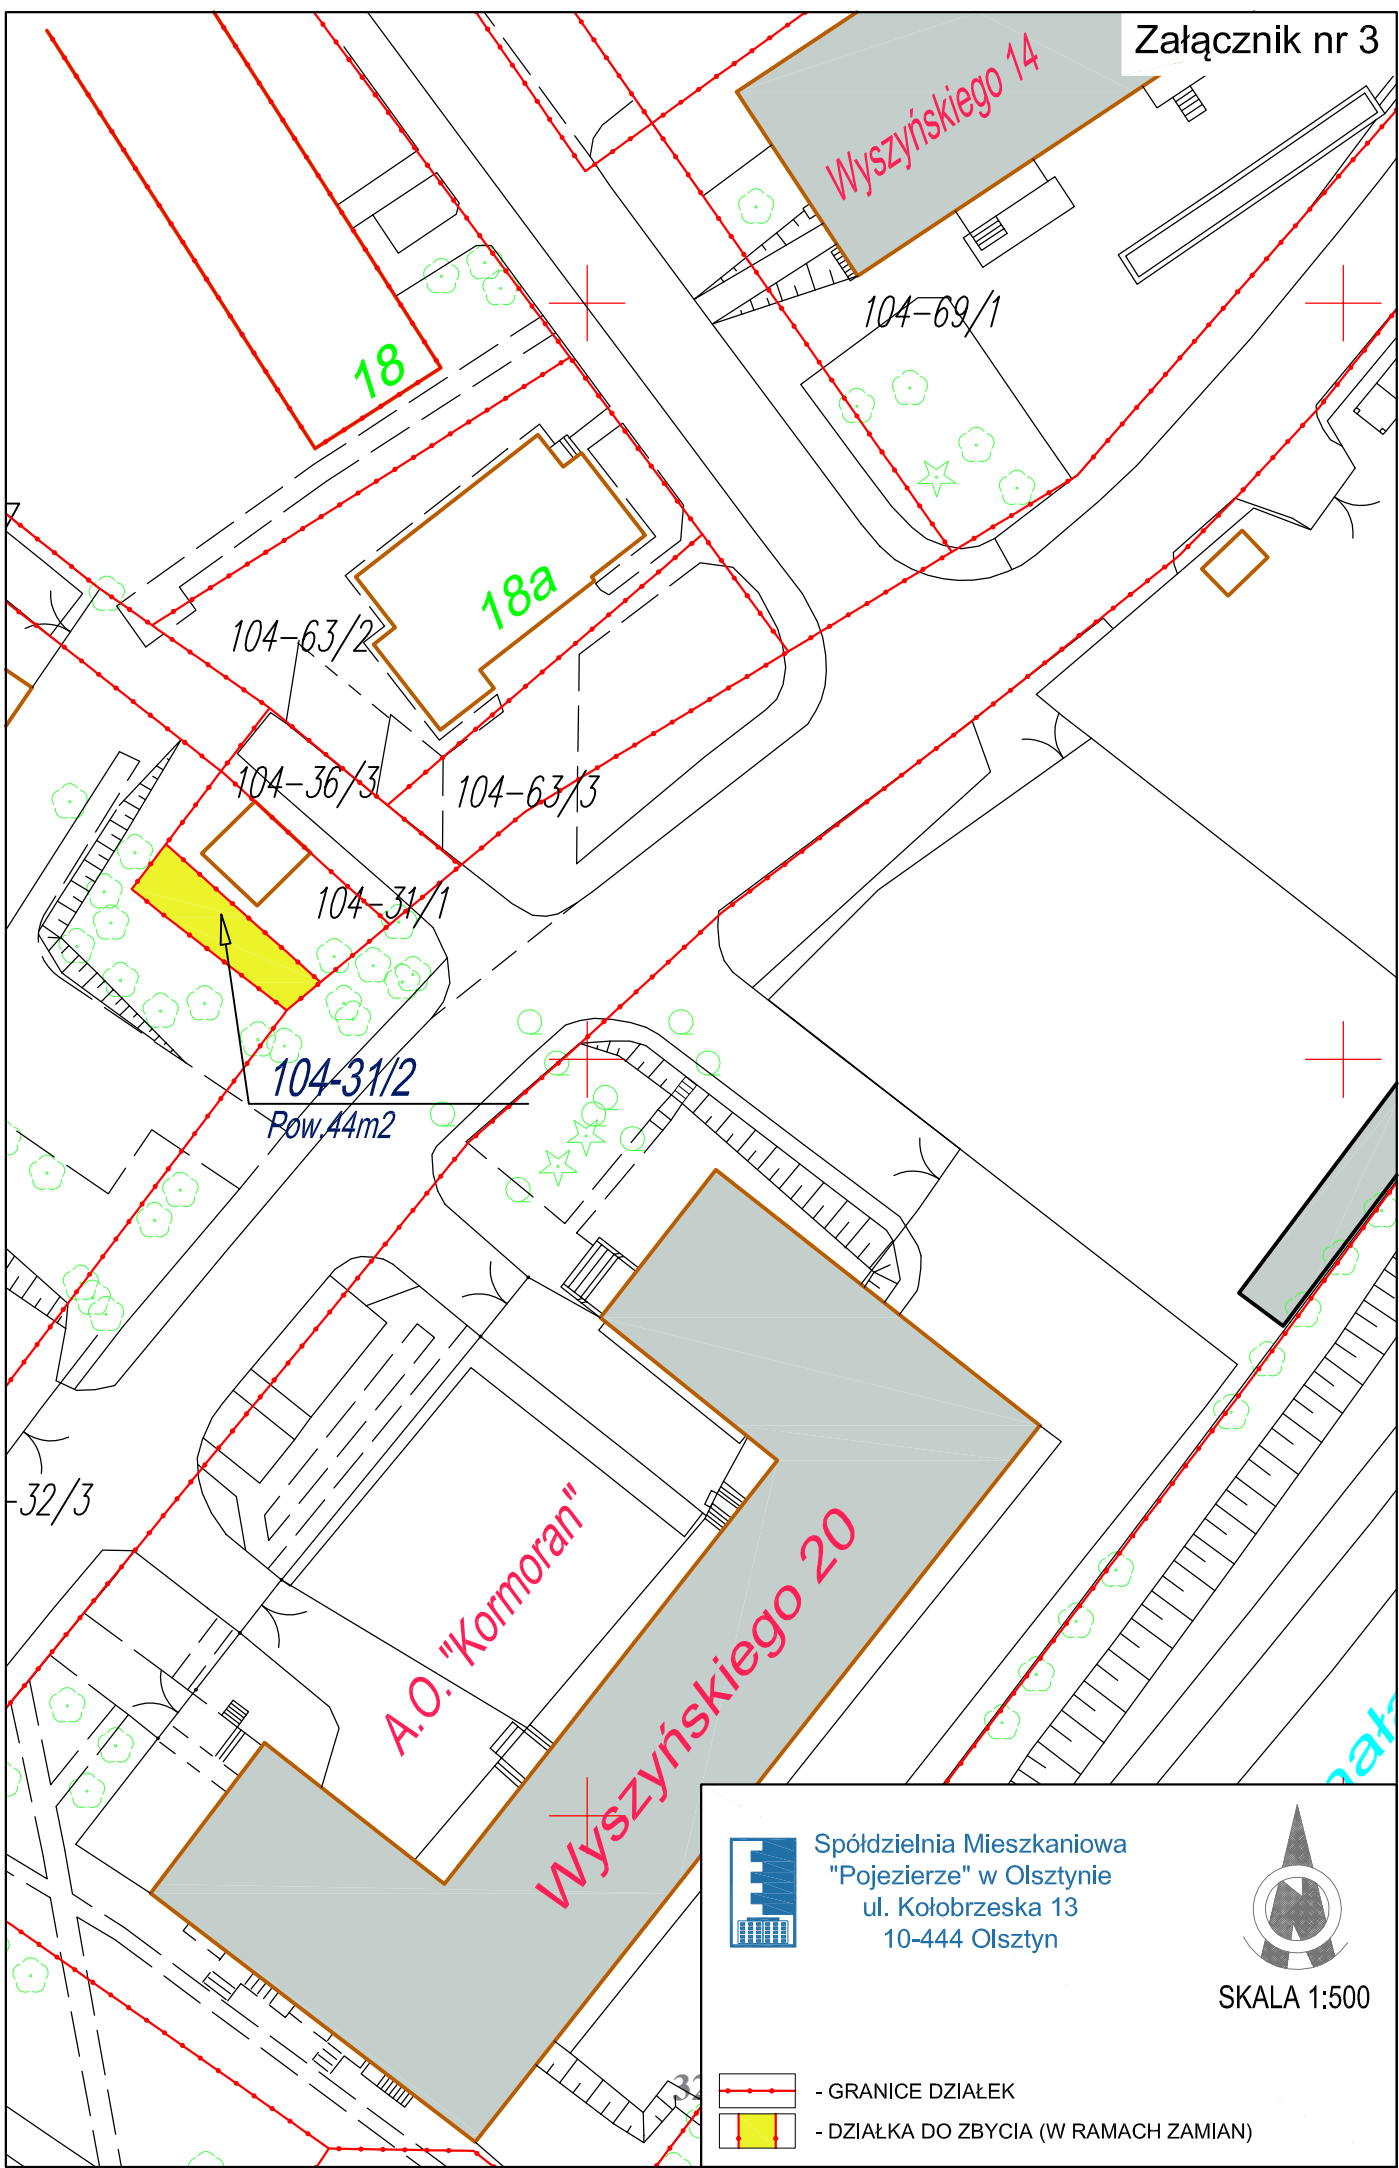 Załącznik nr 3
Wyszyńskiego 14
104-69/1
18
18a
7
104-63/2
104-36/3
104-63/3
104-31/1
104-31/2
Pow.44m2
-32/3
A.O. "Kormoran"
Wyszyńskiego 20
Spółdzielnia Mieszkaniowa
"Pojezierze" w Olsztynie
ul. Kołobrzeska 13
10-444 Olsztyn
N
SKALA 1:500
32
- GRANICE DZIAŁEK
- DZIAŁKA DO ZBYCIA (W RAMACH ZAMIAN)